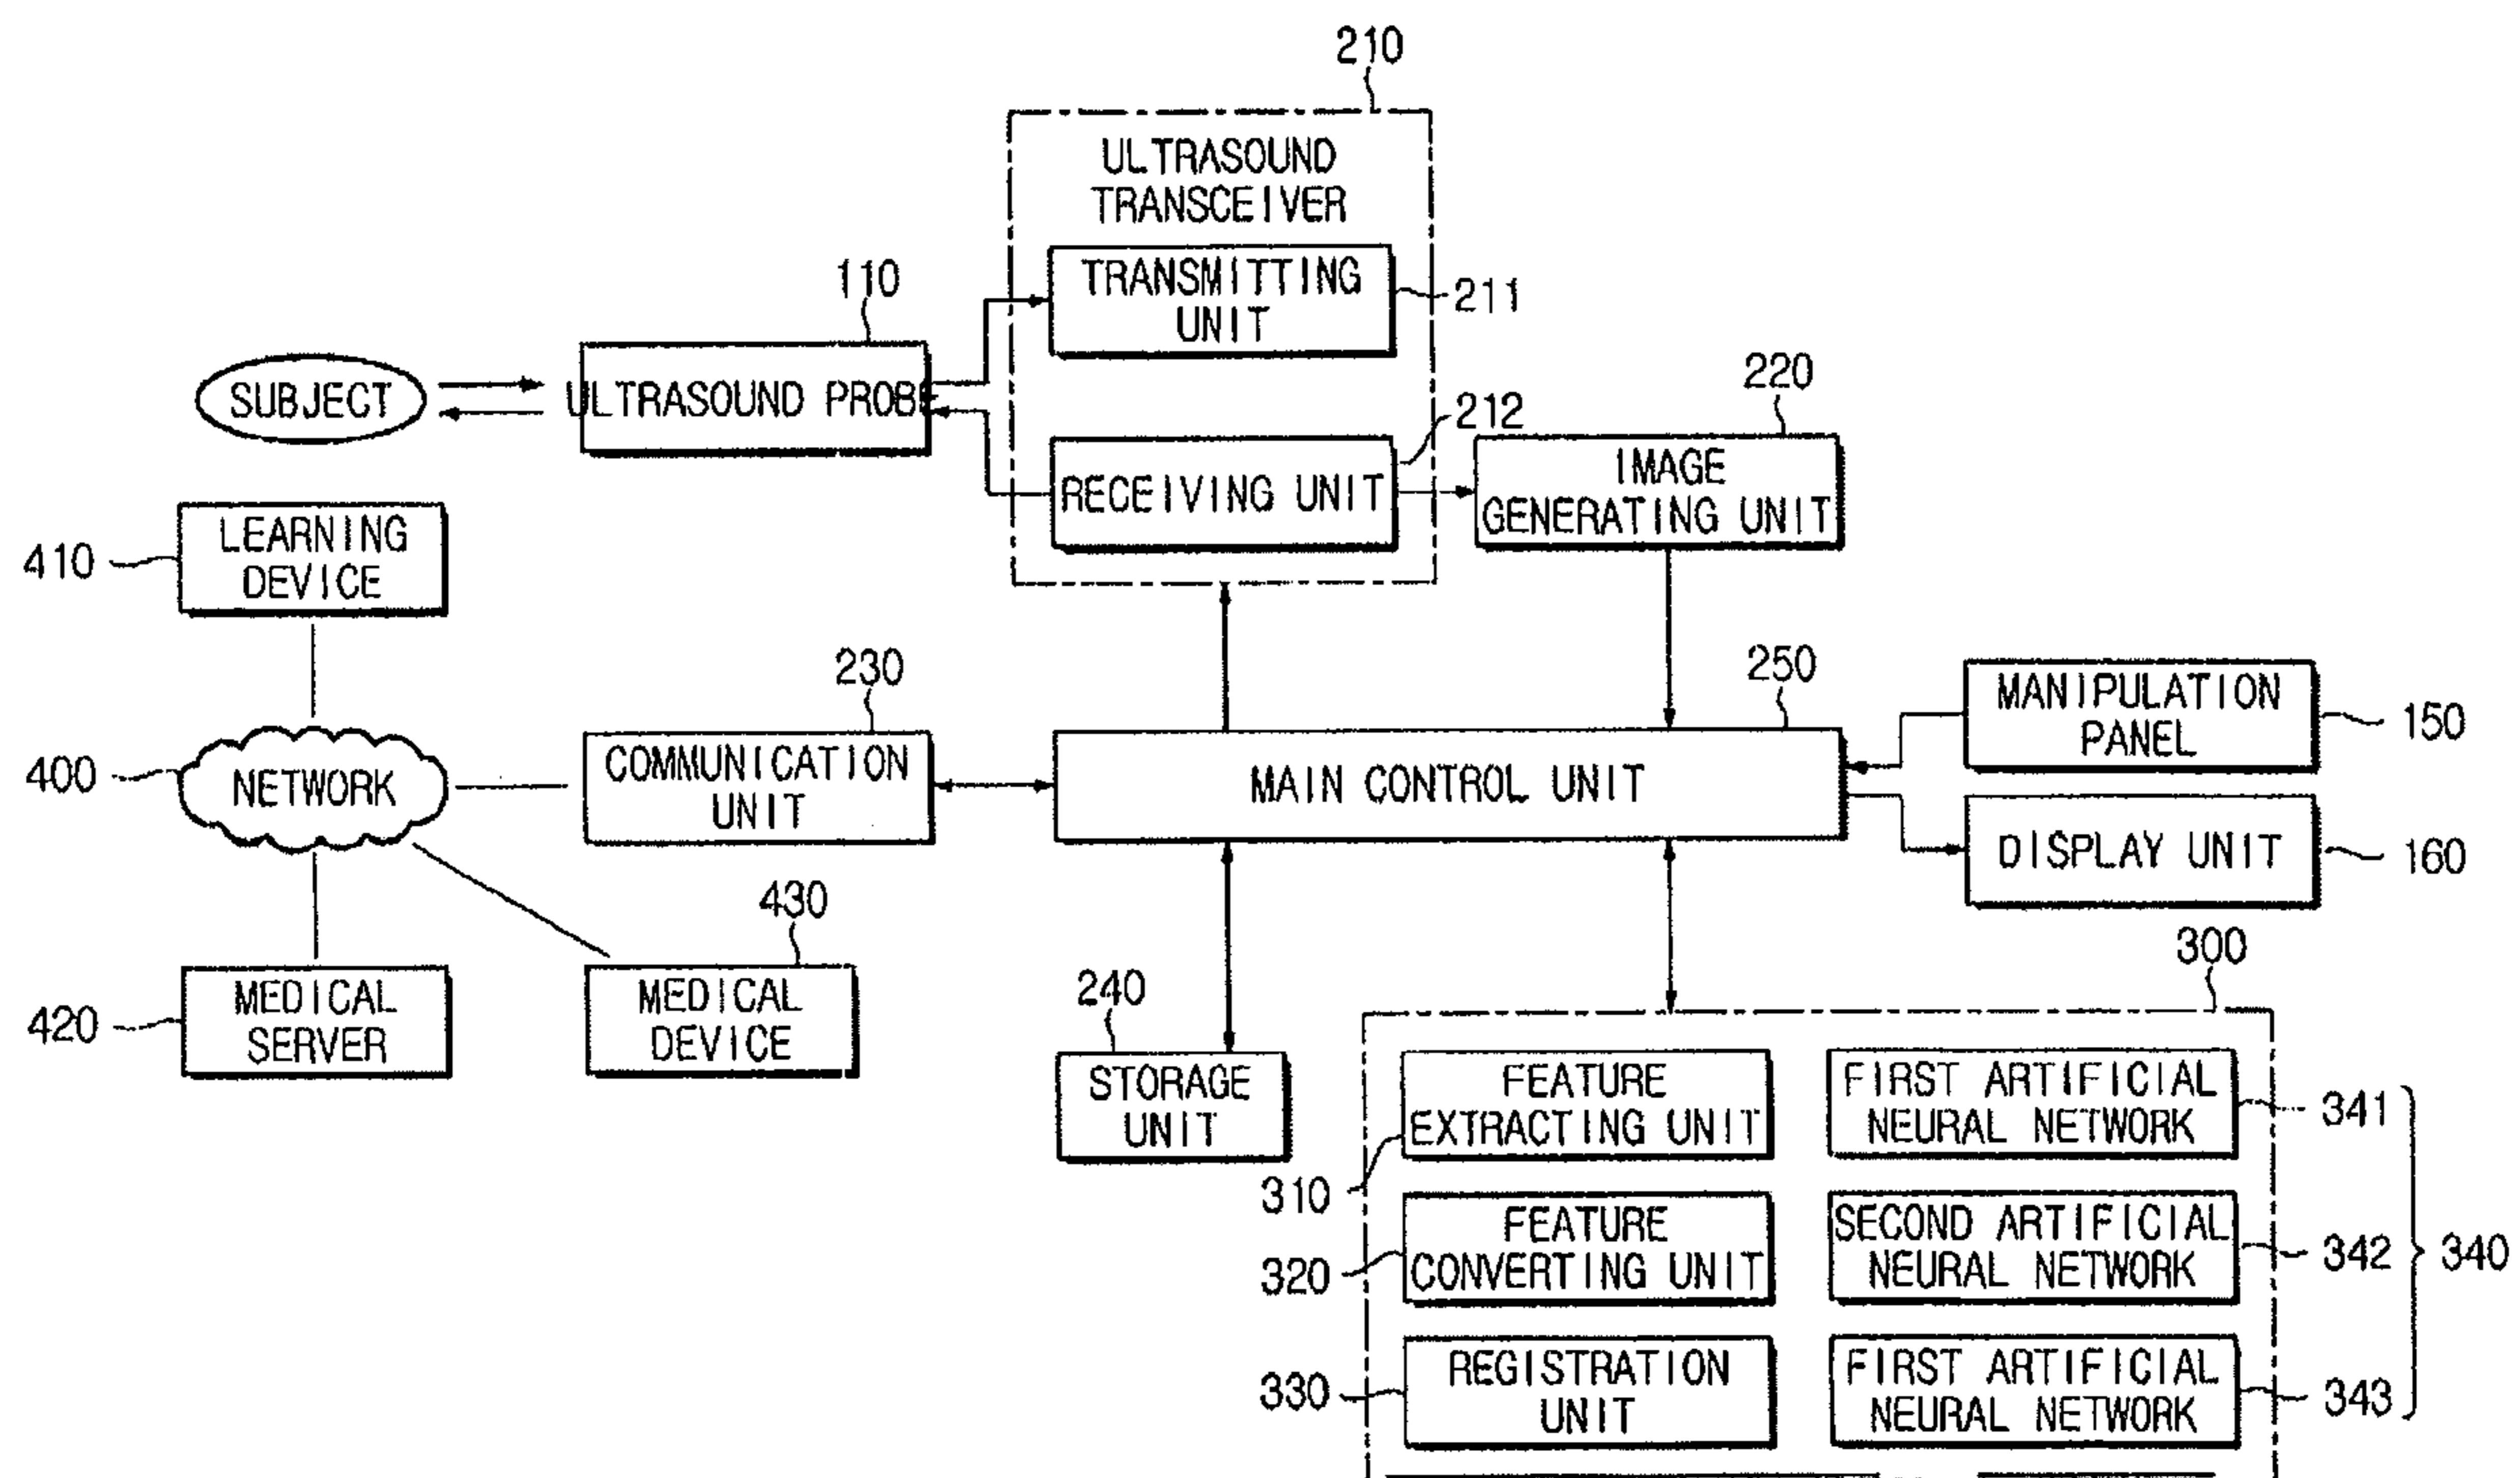 210
ULTRASOUND
TRANSCEIVER
110
TRANSMITTING
UNIT
211
SUBJECT
ULTRASOUND PROBE
220
212
RECEIVING UNIT
IMAGE
GENERATING UNIT
410
LEARNING
DEVICE
230
250
MANIPULATION
PANEL
150
400
NETWORK
COMMUNICATION
UNIT
MAIN CONTROL UNIT
DISPLAY UNIT
160
430
300
420
MEDICAL
SERVER
MEDICAL
DEVICE
240
STORAGE
UNIT
FEATURE
EXTRACTING UNIT
310
FIRST ARTIFICIAL
NEURAL NETWORK
341
FEATURE
CONVERTING UNIT
320
SECOND ARTIFICIAL
NEURAL NETWORK
342
340
REGISTRATION
UNIT
330
FIRST ARTIFICIAL
NEURAL NETWORK
343